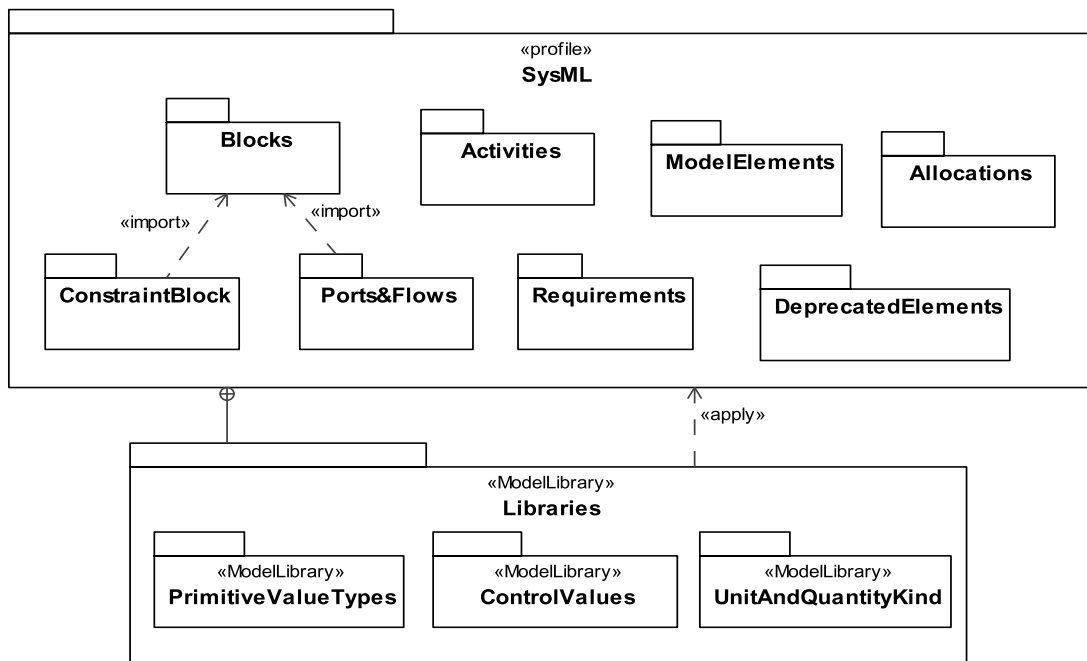 «profile»
SysML
Blocks
Activities
ModelElements
Allocations
«import»
«import»
ConstraintBlock
Ports&Flows
Requirements
DeprecatedElements
«apply»
«ModelLibrary»
Libraries
«ModelLibrary»
PrimitiveValueTypes
«ModelLibrary»
ControlValues
«ModelLibrary»
UnitAndQuantityKind